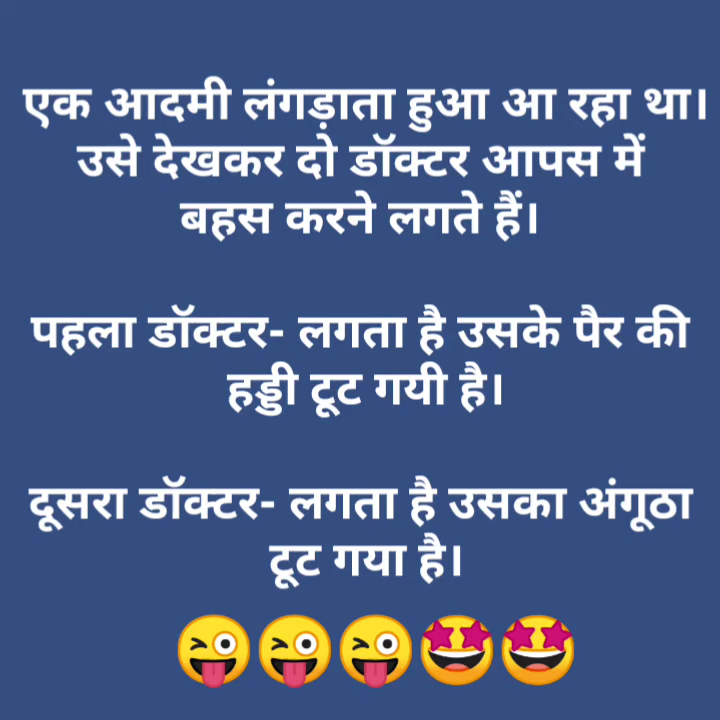 एक आदमी लंगड़ाता हुआ आ रहा था।
उसे देखकर दो डॉक्टर आपस में
बहस करने लगते हैं।
पहला डॉक्टर- लगता है उसके पैर की
हड्डी टूट गयी है।
दूसरा डॉक्टर- लगता है उसका अंगूठा
टूट गया है।
😜😜😜🤩🤩